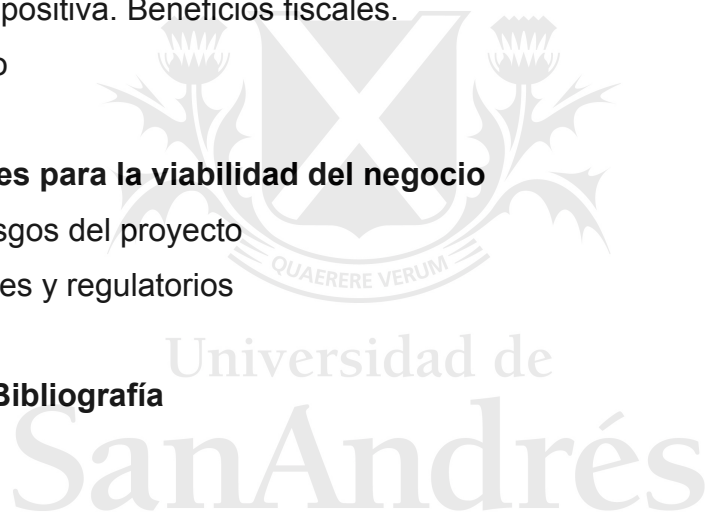 positiva. Beneficios fiscales.
o
es para la viabilidad del negocio
sgos del proyecto
QUAERERE VERUM
es y regulatorios
Universidad de
Bibliografía
SanAndrés